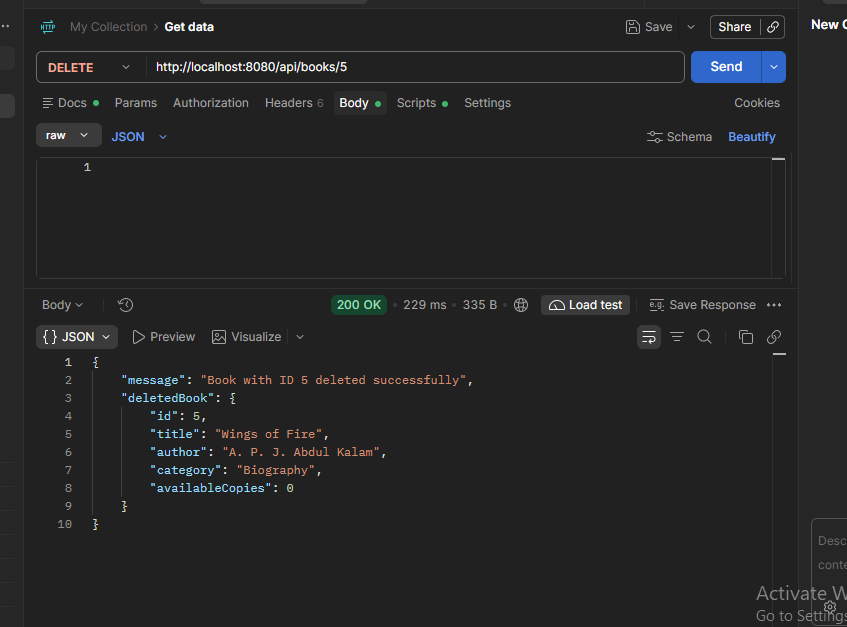 HTTP My Collection > Get data Save Share New
DELETE http://localhost:8080/api/books/5 Send
Docs Params Authorization Headers 6 Body Scripts Settings Cookies
raw JSON Schema Beautify
1
Body 200 OK 229 ms 335 B Load test e.g. Save Response
{} JSON Preview Visualize
1 {
2 "message": "Book with ID 5 deleted successfully",
3 "deletedBook": {
4 "id": 5,
5 "title": "Wings of Fire",
6 "author": "A. P. J. Abdul Kalam",
7 "category": "Biography",
8 "availableCopies": 0
9 }
10 }
Desc
conte
Activate W
Go to Settings